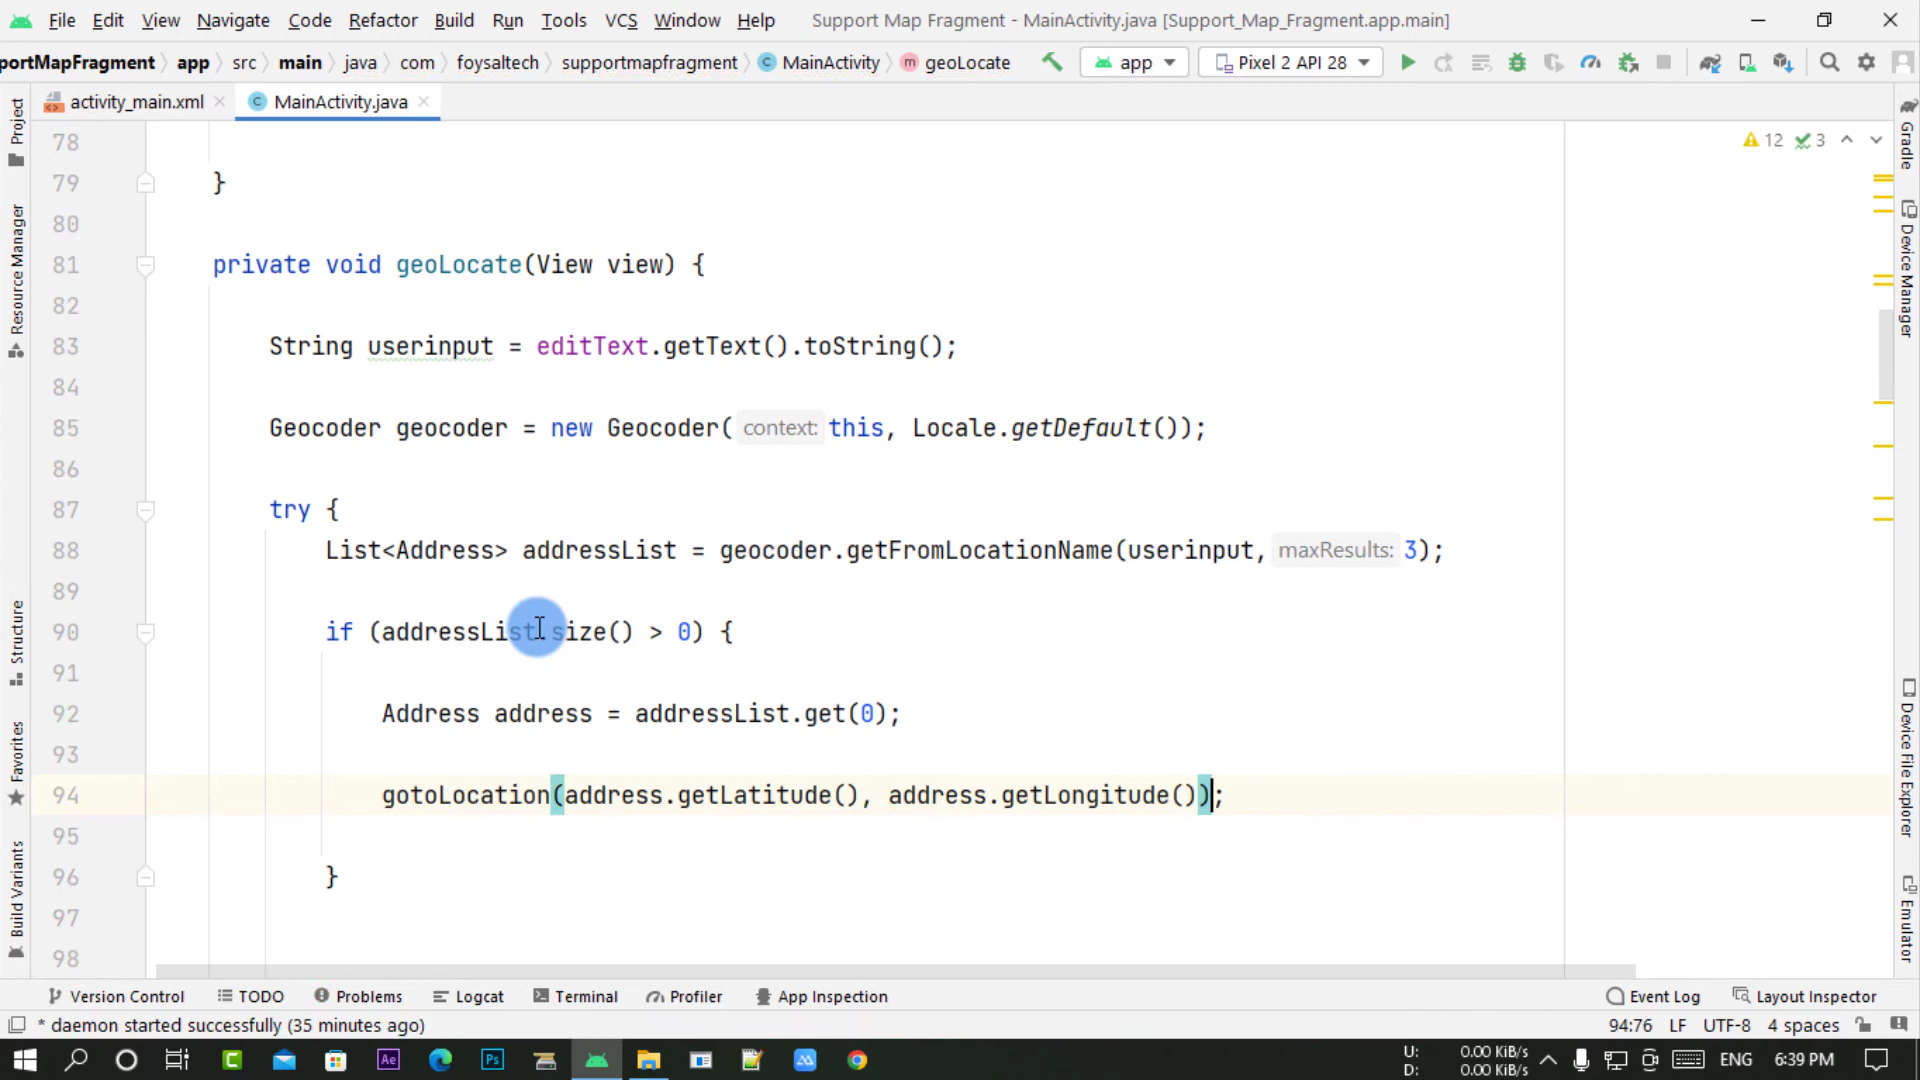 File Edit View Navigate Code Refactor Build Run Tools VCS Window Help Support Map Fragment - MainActivity.java [Support_Map_Fragment.app.main]
portMapFragment app src main java com foysaltech supportmapfragment MainActivity geoLocate app Pixel 2 API 28
activity_main.xml MainActivity.java
12 3
78
79 }
80
81 private void geoLocate(View view) {
82
83 String userinput = editText.getText().toString();
84
85 Geocoder geocoder = new Geocoder( context: this, Locale.getDefault());
86
87 try {
88 List<Address> addressList = geocoder.getFromLocationName(userinput, maxResults: 3);
89
90 if (addressList.size() > 0) {
91
92 Address address = addressList.get(0);
93
94 gotoLocation(address.getLatitude(), address.getLongitude());
95
96 }
97
98
Project
Resource Manager
Structure
Favorites
Build Variants
Gradle
Device Manager
Device File Explorer
Emulator
Version Control TODO Problems Logcat Terminal Profiler App Inspection Event Log Layout Inspector
* daemon started successfully (35 minutes ago) 94:76 LF UTF-8 4 spaces
C Ae Ps U: 0.00 KiB/s D: 0.00 KiB/s ENG 6:39 PM